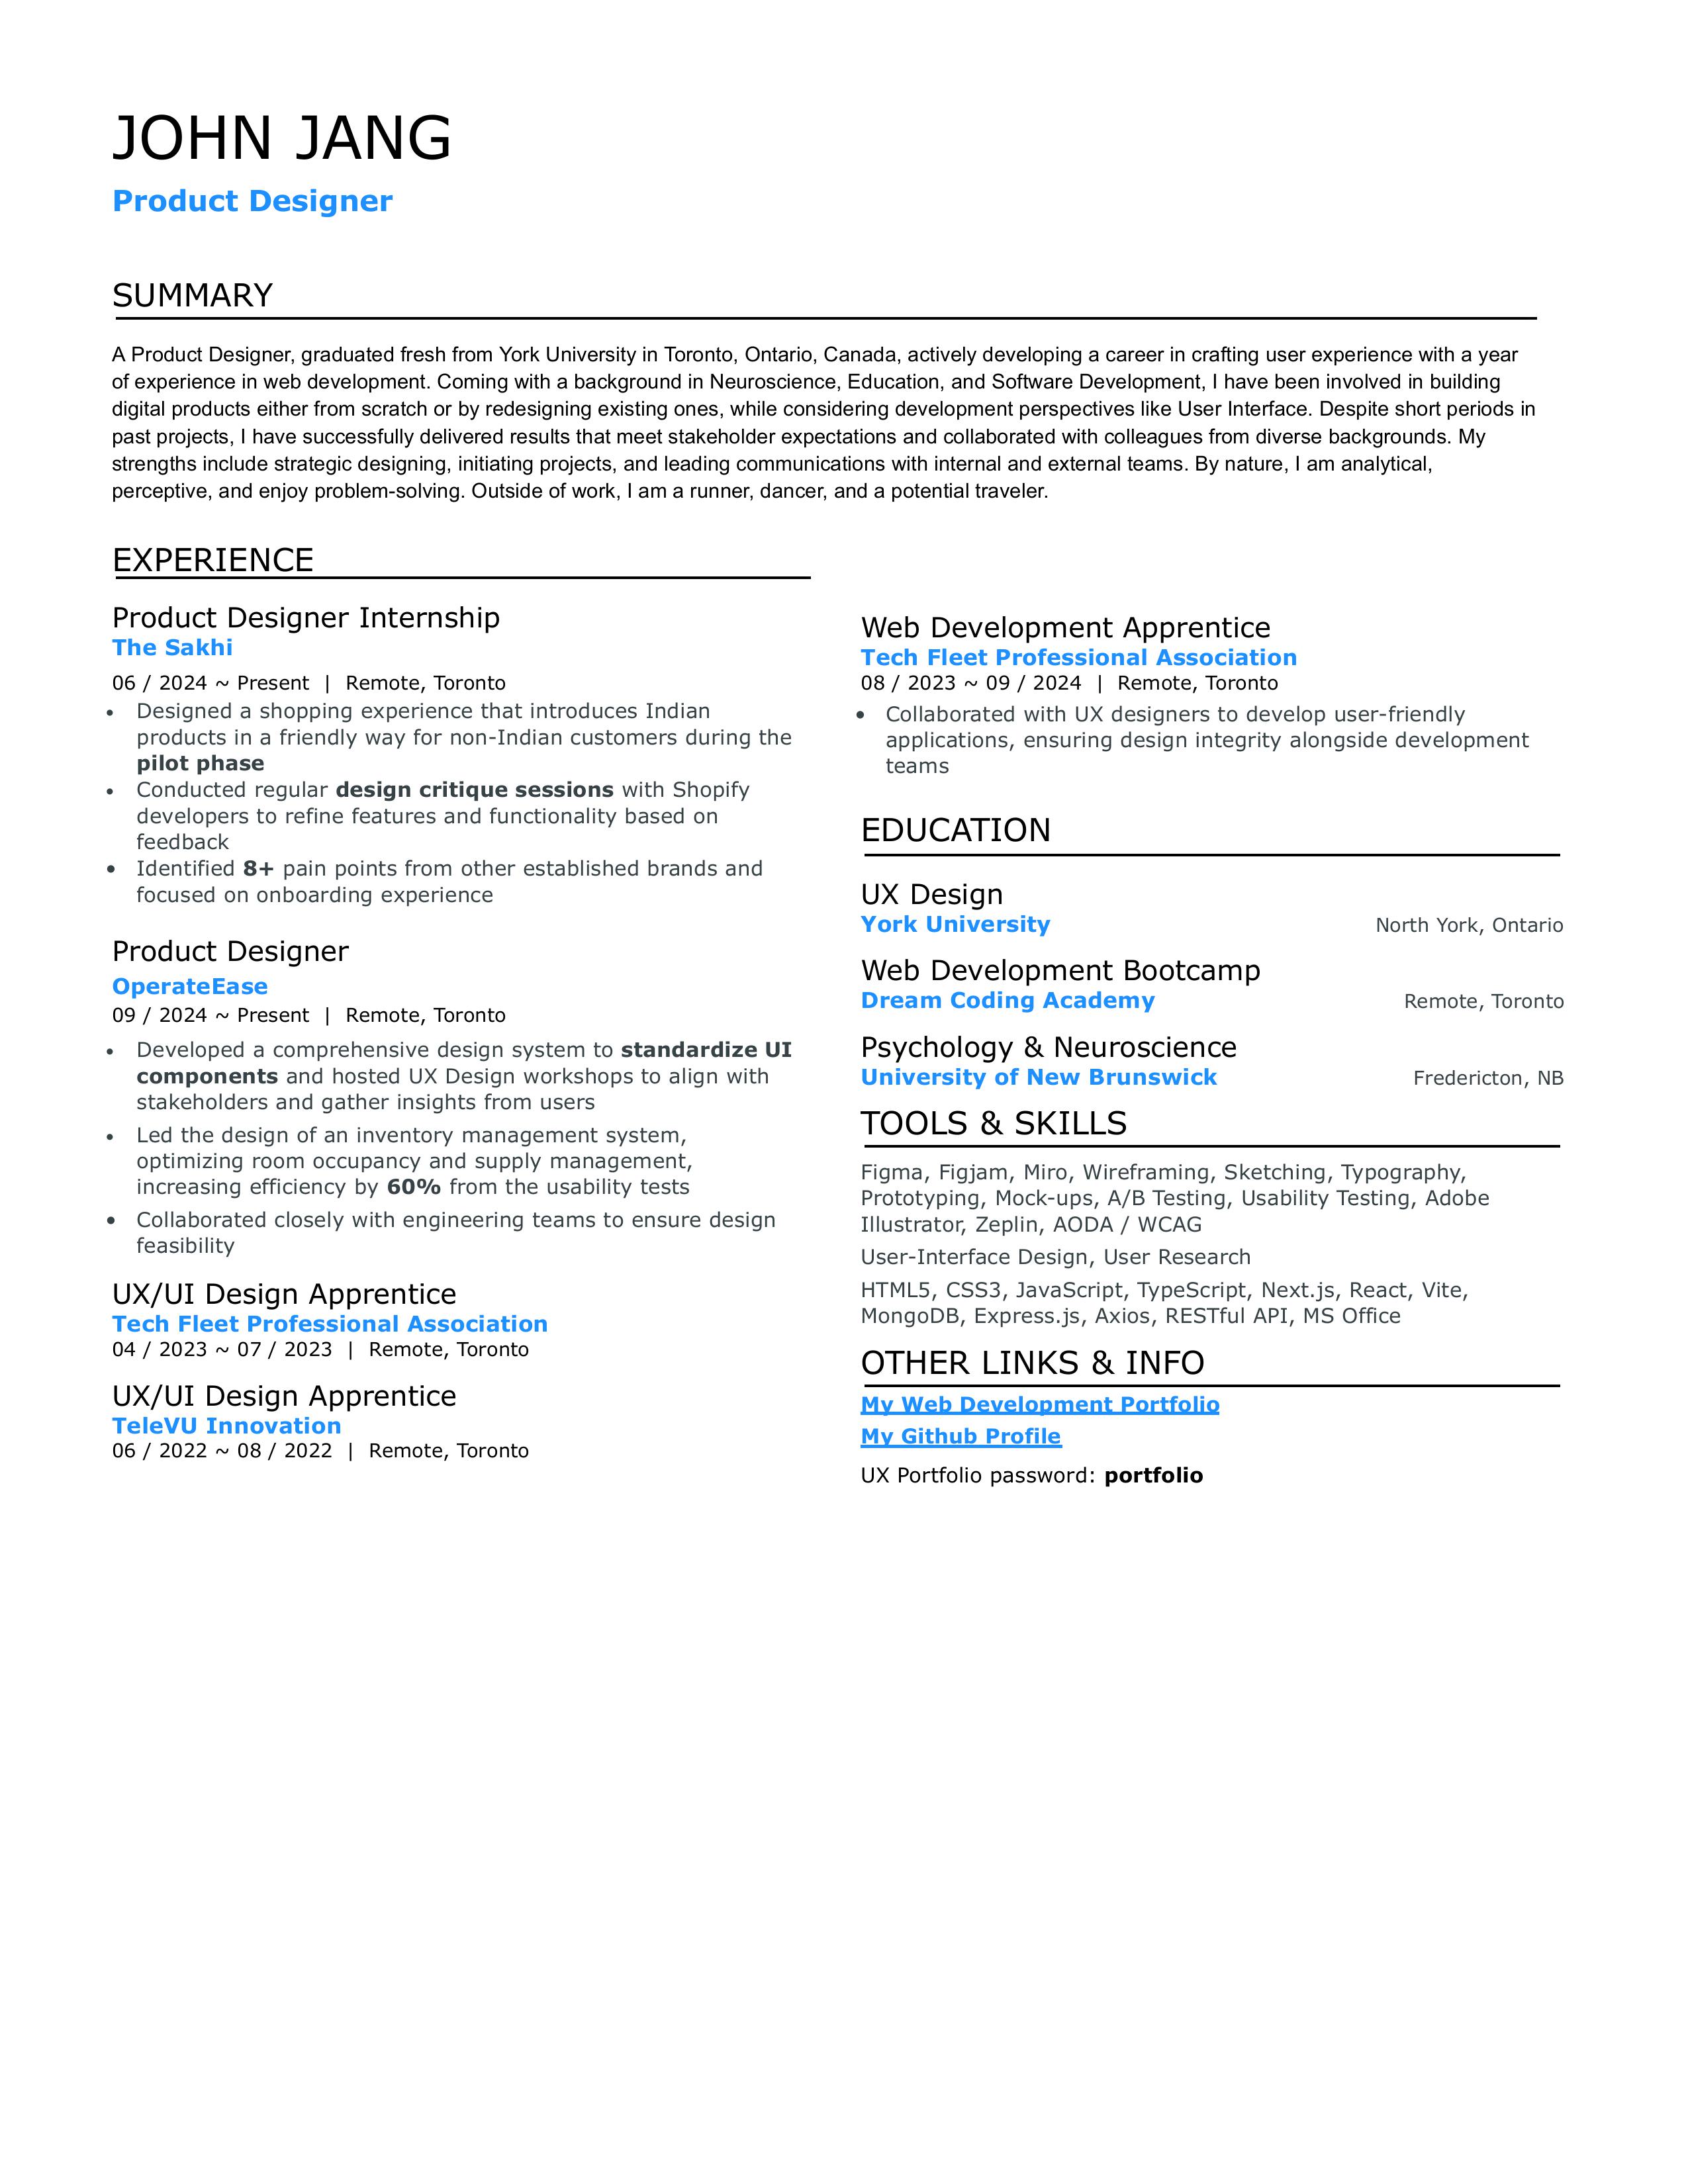 JOHN JANG
Product Designer
SUMMARY
A Product Designer, graduated fresh from York University in Toronto, Ontario, Canada, actively developing a career in crafting user experience with a year
of experience in web development. Coming with a background in Neuroscience, Education, and Software Development, I have been involved in building
digital products either from scratch or by redesigning existing ones, while considering development perspectives like User Interface. Despite short periods in
past projects, I have successfully delivered results that meet stakeholder expectations and collaborated with colleagues from diverse backgrounds. My
strengths include strategic designing, initiating projects, and leading communications with internal and external teams. By nature, I am analytical,
perceptive, and enjoy problem-solving. Outside of work, I am a runner, dancer, and a potential traveler.
EXPERIENCE
Product Designer Internship
The Sakhi
06 / 2024 ~ Present | Remote, Toronto
• Designed a shopping experience that introduces Indian
products in a friendly way for non-Indian customers during the
pilot phase
• Conducted regular design critique sessions with Shopify
developers to refine features and functionality based on
feedback
• Identified 8+ pain points from other established brands and
focused on onboarding experience
Product Designer
OperateEase
09 / 2024 ~ Present | Remote, Toronto
• Developed a comprehensive design system to standardize UI
components and hosted UX Design workshops to align with
stakeholders and gather insights from users
• Led the design of an inventory management system,
optimizing room occupancy and supply management,
increasing efficiency by 60% from the usability tests
• Collaborated closely with engineering teams to ensure design
feasibility
UX/UI Design Apprentice
Tech Fleet Professional Association
04 / 2023 ~ 07 / 2023 | Remote, Toronto
UX/UI Design Apprentice
TeleVU Innovation
06 / 2022 ~ 08 / 2022 | Remote, Toronto
Web Development Apprentice
Tech Fleet Professional Association
08 / 2023 ~ 09 / 2024 | Remote, Toronto
• Collaborated with UX designers to develop user-friendly
applications, ensuring design integrity alongside development
teams
EDUCATION
UX Design
York University North York, Ontario
Web Development Bootcamp
Dream Coding Academy Remote, Toronto
Psychology & Neuroscience
University of New Brunswick Fredericton, NB
TOOLS & SKILLS
Figma, Figjam, Miro, Wireframing, Sketching, Typography,
Prototyping, Mock-ups, A/B Testing, Usability Testing, Adobe
Illustrator, Zeplin, AODA / WCAG
User-Interface Design, User Research
HTML5, CSS3, JavaScript, TypeScript, Next.js, React, Vite,
MongoDB, Express.js, Axios, RESTful API, MS Office
OTHER LINKS & INFO
My Web Development Portfolio
My Github Profile
UX Portfolio password: portfolio